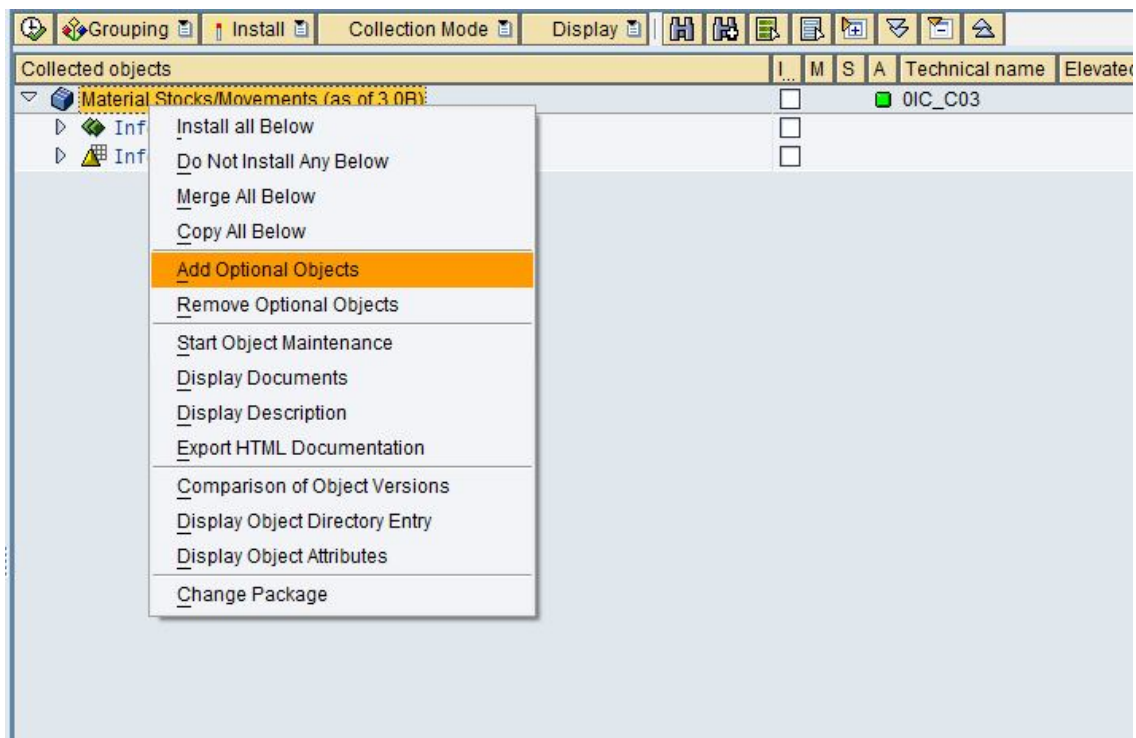 Grouping Install Collection Mode Display
Collected objects I... M S A Technical name Elevated
Material Stocks/Movements (as of 3.0B) 0IC_C03
Inf
Inf
Install all Below
Do Not Install Any Below
Merge All Below
Copy All Below
Add Optional Objects
Remove Optional Objects
Start Object Maintenance
Display Documents
Display Description
Export HTML Documentation
Comparison of Object Versions
Display Object Directory Entry
Display Object Attributes
Change Package